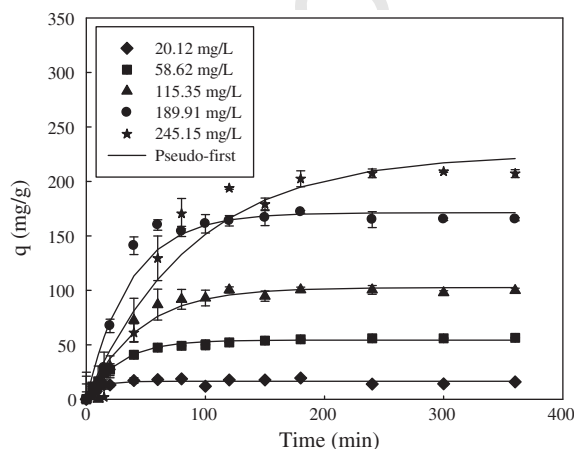 350
300
250
200
150
100
50
0
q (mg/g)
20.12 mg/L
58.62 mg/L
115.35 mg/L
189.91 mg/L
245.15 mg/L
Pseudo-first
0 100 200 300 400
Time (min)